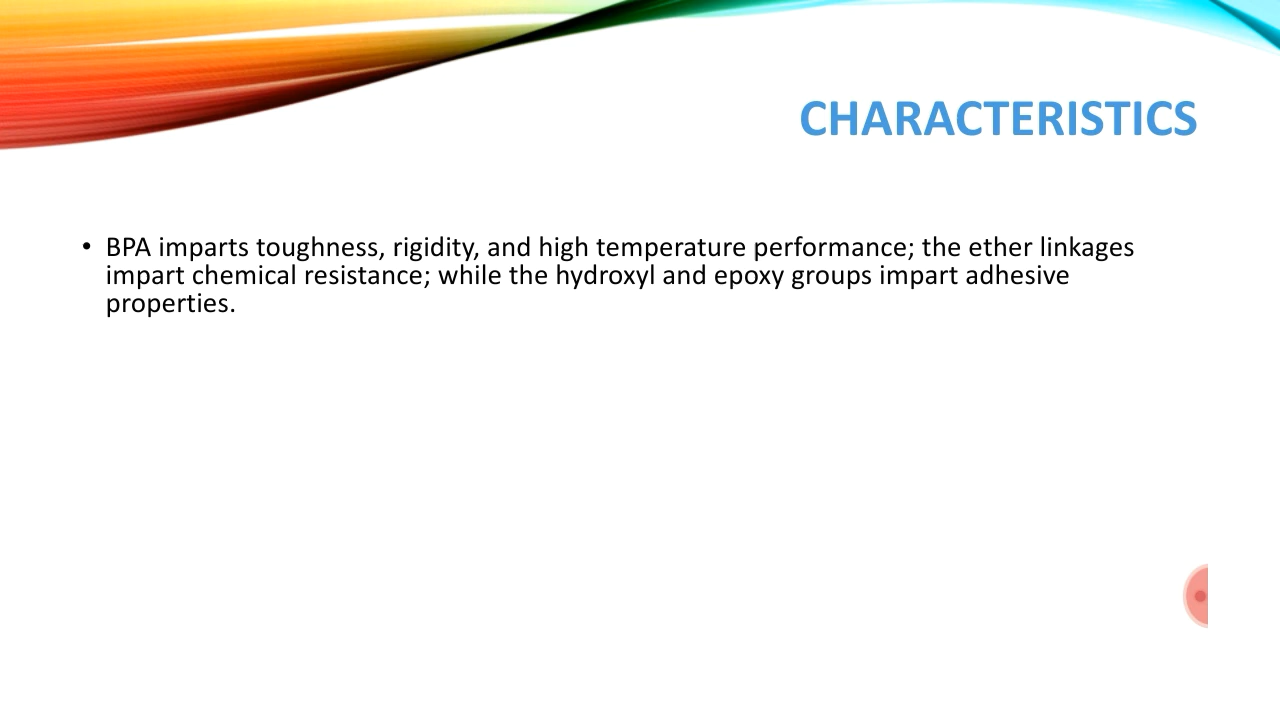 CHARACTERISTICS
• BPA imparts toughness, rigidity, and high temperature performance; the ether linkages
impart chemical resistance; while the hydroxyl and epoxy groups impart adhesive
properties.